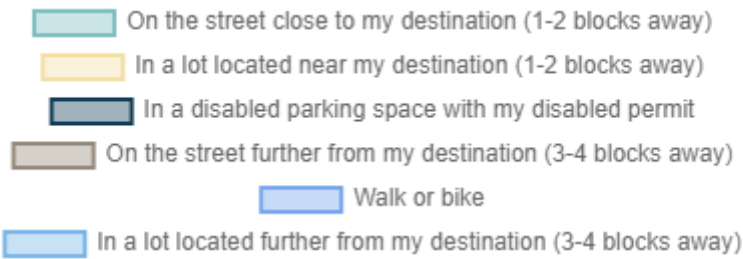 On the street close to my destination (1-2 blocks away)
In a lot located near my destination (1-2 blocks away)
In a disabled parking space with my disabled permit
On the street further from my destination (3-4 blocks away)
Walk or bike
In a lot located further from my destination (3-4 blocks away)